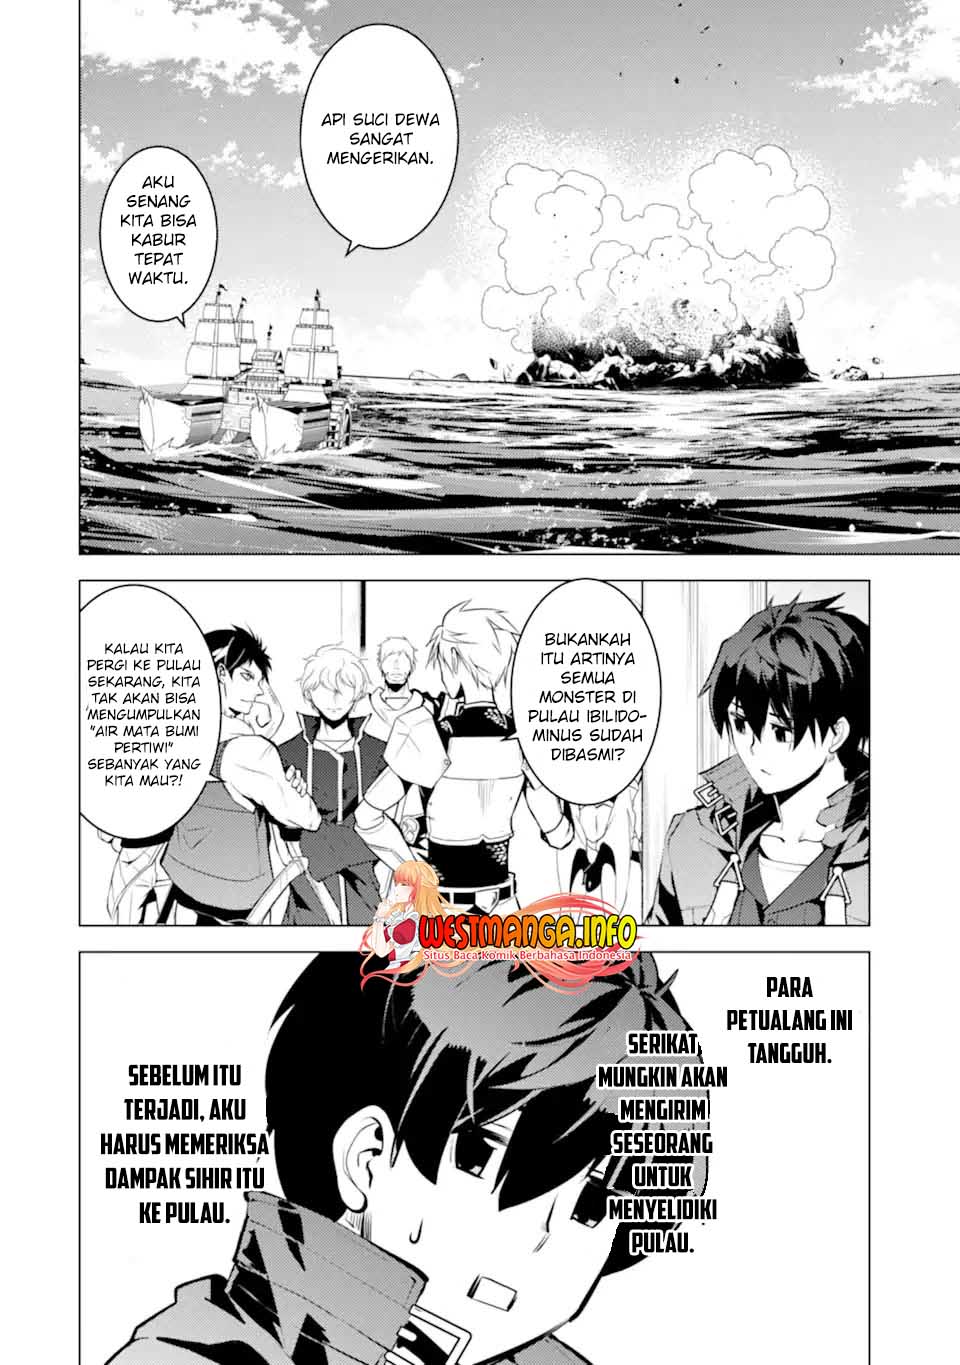 API SUCI DEWA
SANGAT
MENGERIKAN.
AKU
SENANG
KITA BISA
KABUR
TEPAT
WAKTU.
BUKANKAH
ITU ARTINYA
SEMUA
MONSTER DI
PULAU IBILIDO-
MINUS SUDAH
DIBASMI?
KALAU KITA
PERGI KE PULAU
SEKARANG, KITA
TAK AKAN BISA
MENGUMPULKAN
"AIR MATA BUMI
PERTIWI"
SEBANYAK YANG
KITA MAU?!
WESTMANGA.INFO
Situs Baca Komik Berbahasa Indonesia
PARA
PETUALANG INI
TANGGUH.
SERIKAT,
MUNGKIN AKAN
MENGIRIM
SESEORANG
UNTUK
MENYELIDIKI
PULAU.
SEBELUM ITU
TERJADI, AKU
HARUS MEMERIKSA
DAMPAK SIHIR ITU
KE PULAU.